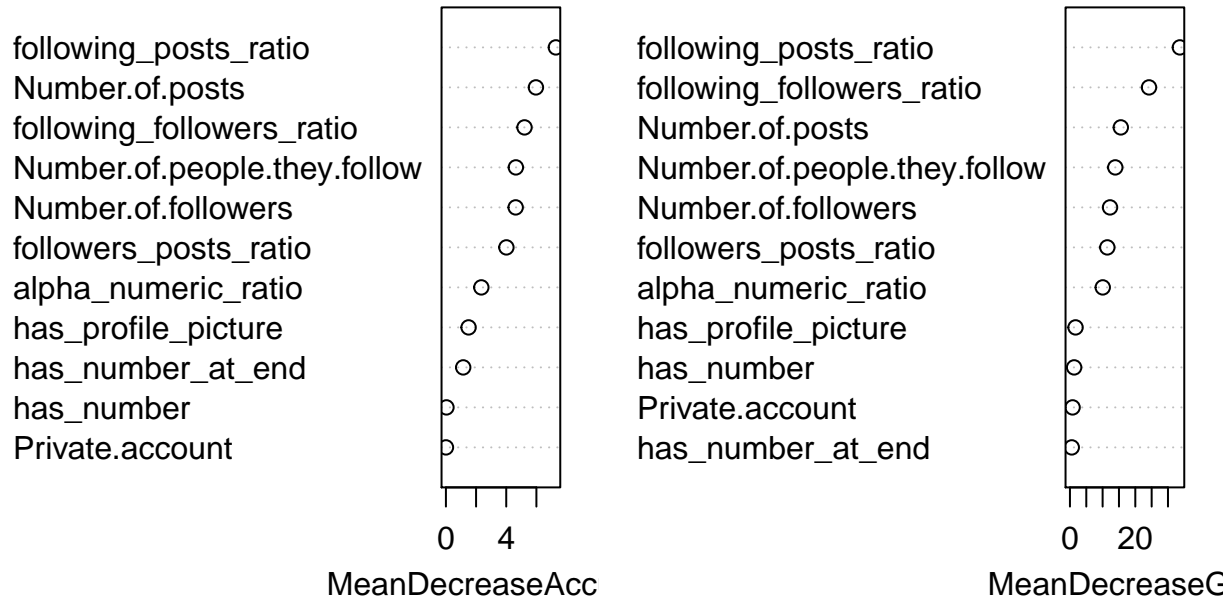 following_posts_ratio
Number.of.posts
following_followers_ratio
Number.of.people.they.follow
Number.of.followers
followers_posts_ratio
alpha_numeric_ratio
has_profile_picture
has_number_at_end
has_number
Private.account
0 4
MeanDecreaseAcc
following_posts_ratio
following_followers_ratio
Number.of.posts
Number.of.people.they.follow
Number.of.followers
followers_posts_ratio
alpha_numeric_ratio
has_profile_picture
has_number
Private.account
has_number_at_end
0 20
MeanDecreaseG